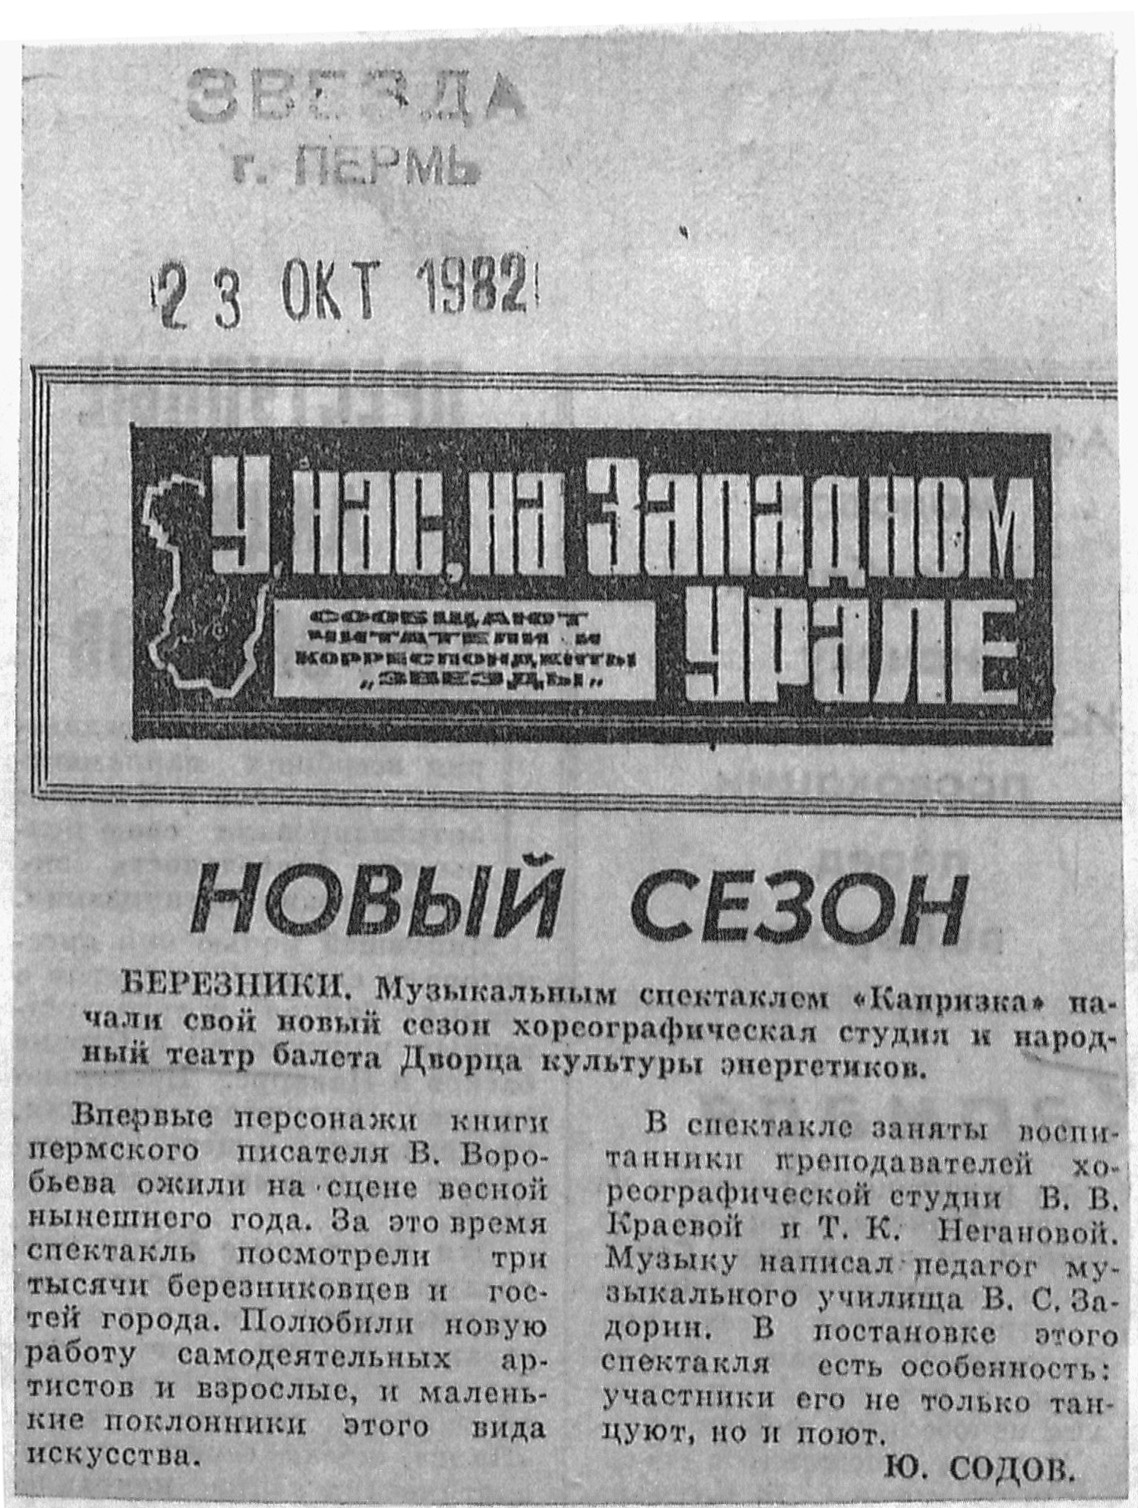 ЗВЕЗДА
г. ПЕРМЬ
23 ОКТ 1982
У нас, на Западном
Урале
СООБЩАЮТ
ЧИТАТЕЛИ И
КОРРЕСПОНДЕНТЫ
„ЗВЕЗДЫ„
НОВЫЙ СЕЗОН
БЕРЕЗНИКИ. Музыкальным спектаклем «Капризка» на-
чали свой новый сезон хореографическая студия и народ-
ный театр балета Дворца культуры энергетиков.
Впервые персонажи книги
пермского писателя В. Воро-
бьева ожили на сцене весной
нынешнего года. За это время
спектакль посмотрели три
тысячи березниковцев и гос-
тей города. Полюбили новую
работу самодеятельных ар-
тистов и взрослые, и малень-
кие поклонники этого вида
искусства.
В спектакле заняты воспи-
танники преподавателей хо-
реографической студии В. В.
Краевой и Т. К. Негановой.
Музыку написал педагог му-
зыкального училища В. С. За-
дорин. В постановке этого
спектакля есть особенность:
участники его не только тан-
цуют, но и поют.
Ю. СОДОВ.